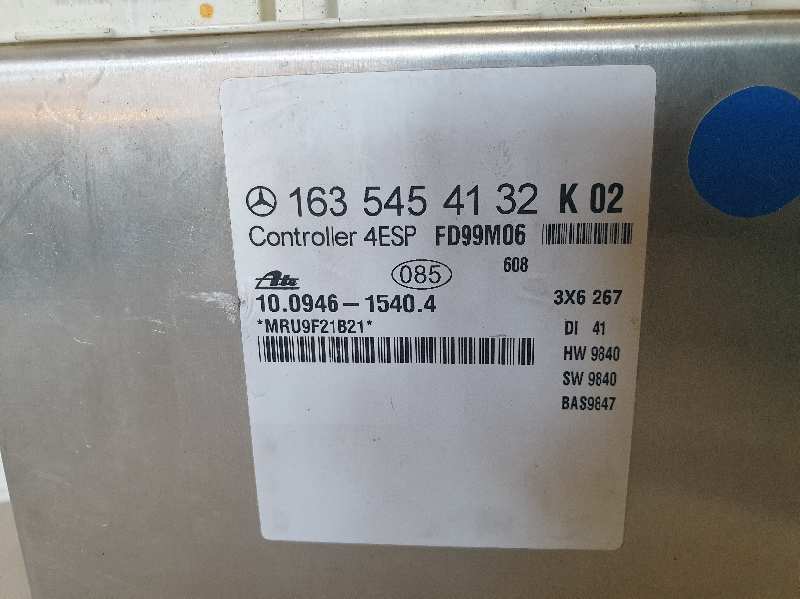 163 545 41 32 K 02
Controller 4ESP FD99M06
Ate 085 608
10.0946-1540.4 3X6 267
*MRU9F21B21* DI 41
HW 9840
SW 9840
BAS9847